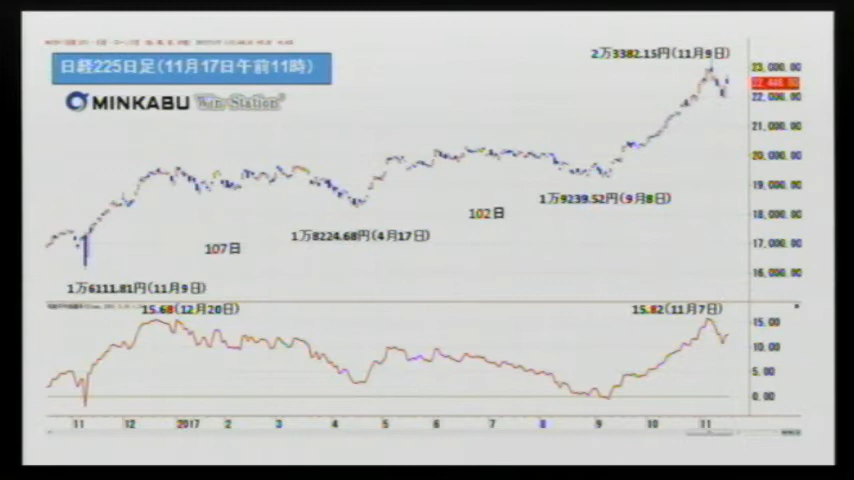 2万3382.15円(11月9日)
日経225日足(11月17日午前11時)
MINKABU Win Station
23,000.00
22,000.00
21,000.00
20,000.00
1万9239.52円(9月8日)
19,000.00
102日
18,000.00
1万8224.68円(4月17日)
107日
17,000.00
16,000.00
1万6111.81円(11月9日)
15.68(12月20日)
15.82(11月7日)
15.00
10.00
5.00
0.00
11 12 2017 2 3 4 5 6 7 8 9 10 11